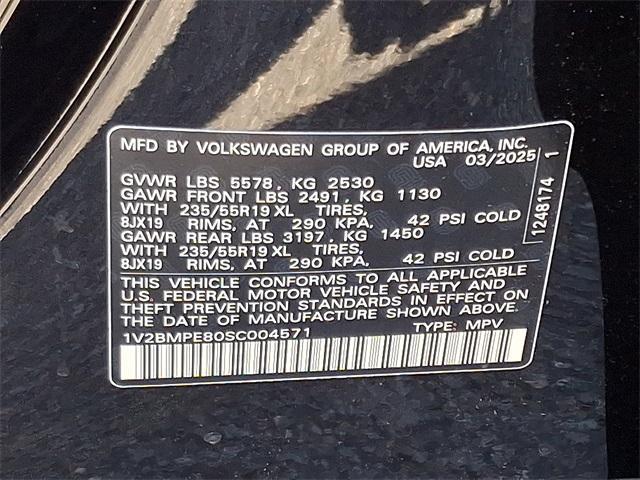 MFD BY VOLKSWAGEN GROUP OF AMERICA, INC.
USA 03/2025
GVWR LBS 5578, KG 2530
GAWR FRONT LBS 2491, KG 1130
WITH 235/55R19 XL TIRES,
8JX19 RIMS, AT 290 KPA, 42 PSI COLD
GAWR REAR LBS 3197, KG 1450
WITH 235/55R19 XL TIRES,
8JX19 RIMS, AT 290 KPA, 42 PSI COLD
THIS VEHICLE CONFORMS TO ALL APPLICABLE
U.S. FEDERAL MOTOR VEHICLE SAFETY AND
THEFT PREVENTION STANDARDS IN EFFECT ON
THE DATE OF MANUFACTURE SHOWN ABOVE.
1V2BMPE80SC004571 TYPE: MPV
1248174 1